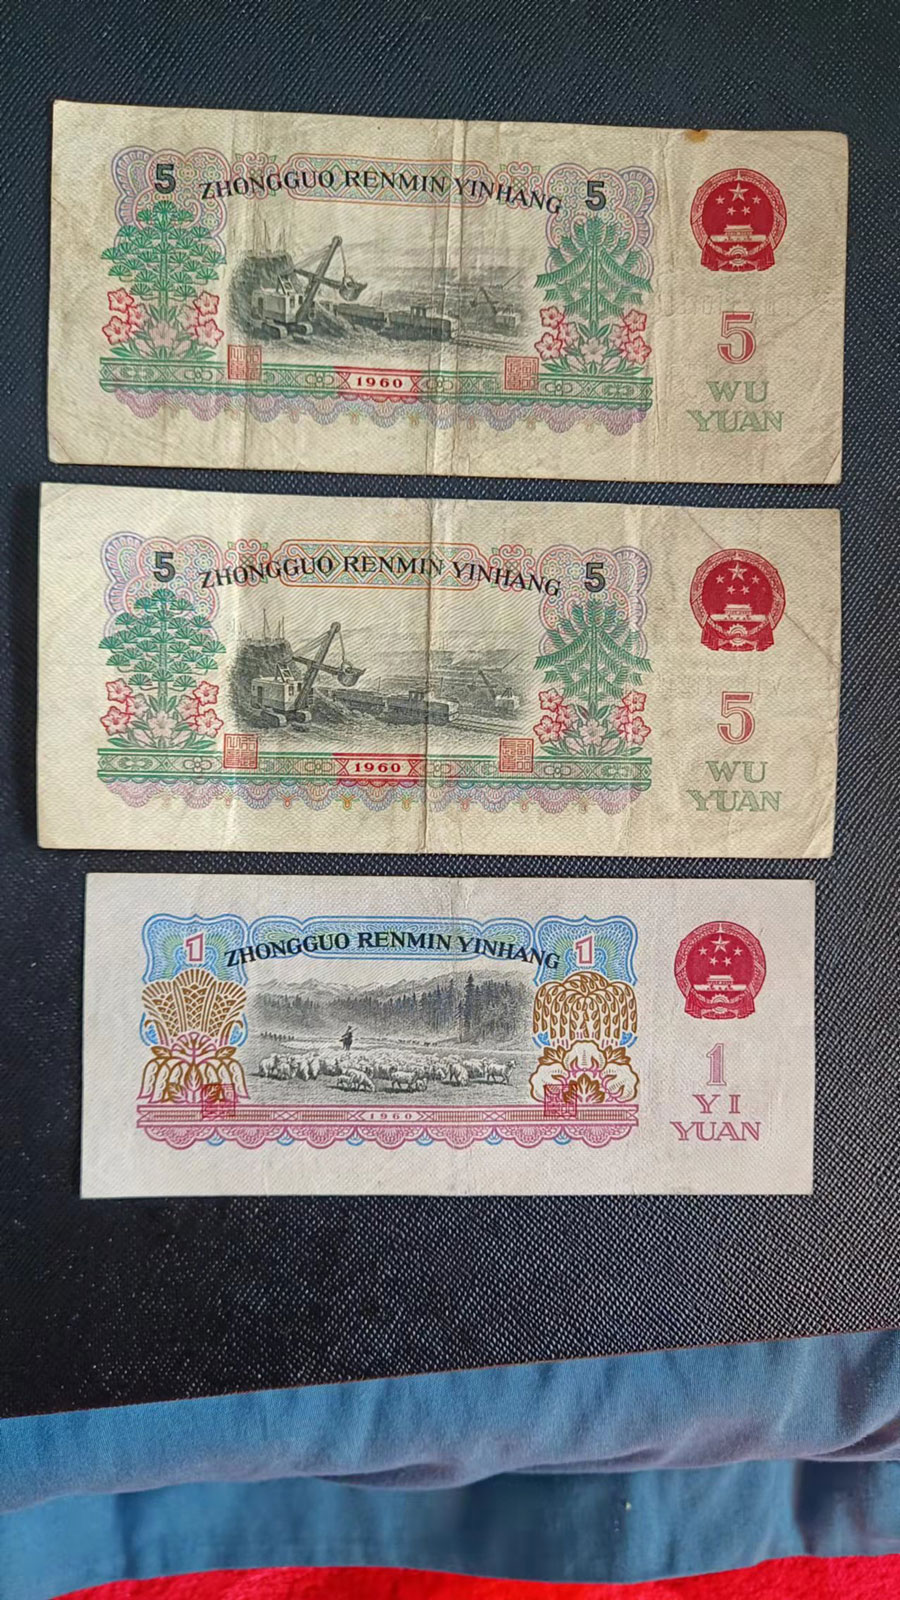 5 ZHONGGUO RENMIN YINHANG 5
5
1960
WU
YUAN
5 ZHONGGUO RENMIN YINHANG 5
5
1960
WU
YUAN
1 ZHONGGUO RENMIN YINHANG 1
1
1960
YI
YUAN